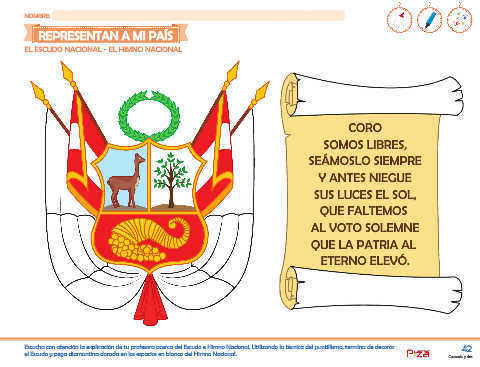 NOMBRE:
REPRESENTAN A MI PAÍS
EL ESCUDO NACIONAL - EL HIMNO NACIONAL
CORO
SOMOS LIBRES,
SEÁMOSLO SIEMPRE
Y ANTES NIEGUE
SUS LUCES EL SOL,
QUE FALTEMOS
AL VOTO SOLEMNE
QUE LA PATRIA AL
ETERNO ELEVÓ.
Escucha con atención la explicación de tu profesora acerca del Escudo e Himno Nacional. Utilizando la técnica del puntillismo, termina de decorar
el Escudo y pega diamantina dorada en los espacios en blanco del Himno Nacional.
42
Cuarenta y dos